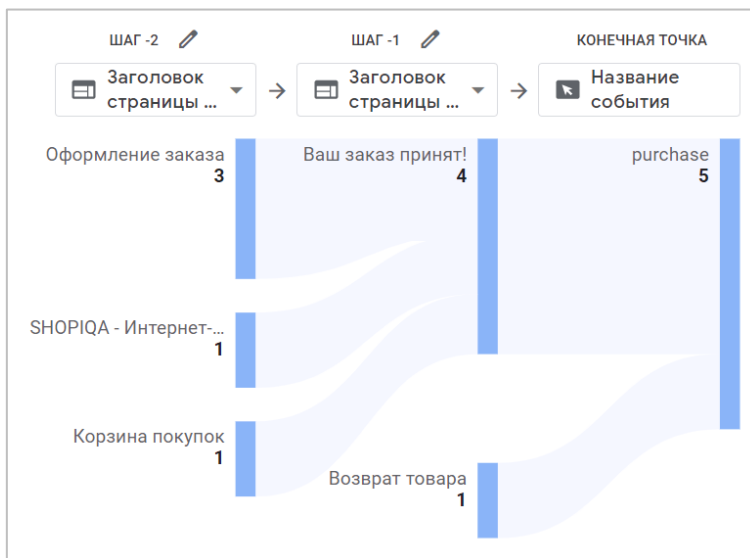 ШАГ -2
ШАГ -1
КОНЕЧНАЯ ТОЧКА
Заголовок
страницы ...
Заголовок
страницы ...
Название
события
Оформление заказа
3
Ваш заказ принят!
4
purchase
5
SHOPIQA - Интернет-...
1
Корзина покупок
1
Возврат товара
1